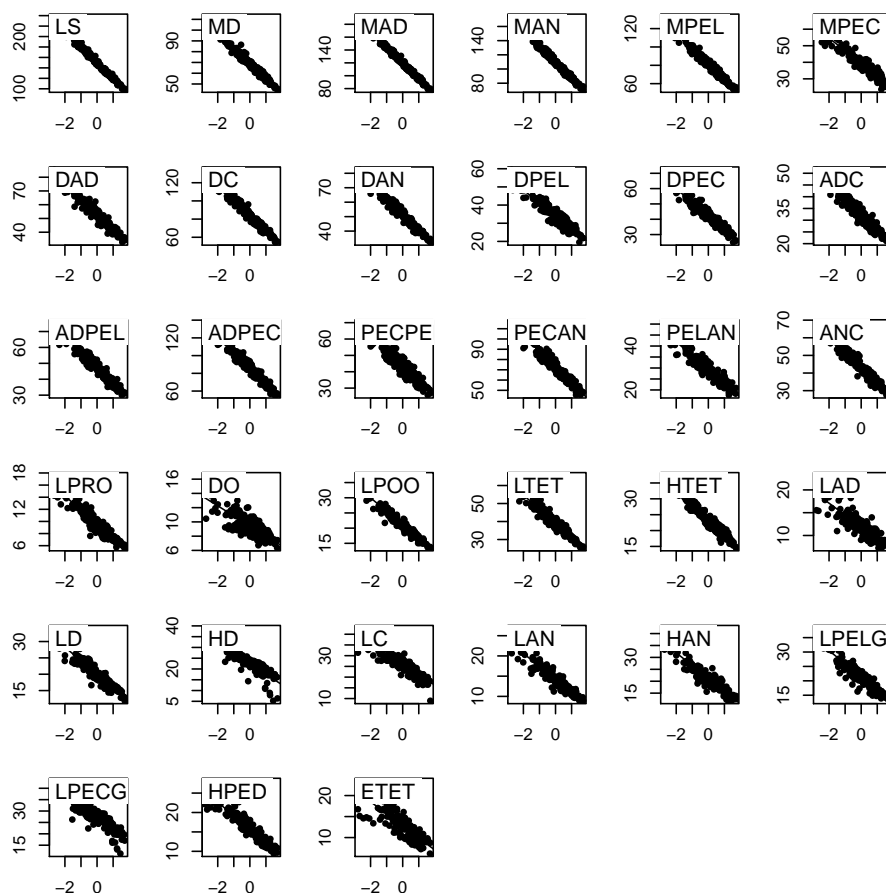 LS MD MAD MAN MPEL MPEC
100 150 200 50 70 90 80 140 80 140 60 120 30 50
−2 0 −2 0 −2 0 −2 0 −2 0 −2 0
DAD DC DAN DPEL DPEC ADC
40 70 60 120 40 70 20 40 60 30 60 20 25 35 50
−2 0 −2 0 −2 0 −2 0 −2 0 −2 0
ADPEL ADPEC PECPE PECAN PELAN ANC
30 60 60 120 30 60 50 90 20 40 30 50 70
−2 0 −2 0 −2 0 −2 0 −2 0 −2 0
LPRO DO LPOO LTET HTET LAD
6 8 12 18 6 8 10 16 15 30 30 50 15 20 30 10 20
−2 0 −2 0 −2 0 −2 0 −2 0 −2 0
LD HD LC LAN HAN LPELG
15 30 5 20 40 10 30 10 20 15 30 15 30
−2 0 −2 0 −2 0 −2 0 −2 0 −2 0
LPECG HPED ETET
15 30 10 20 10 20
−2 0 −2 0 −2 0